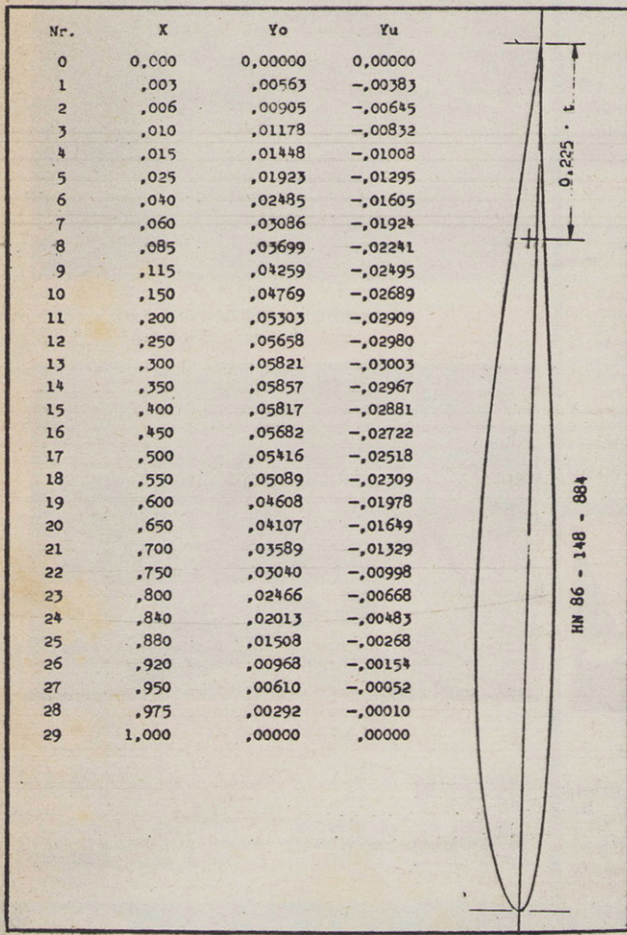 Nr. X Yo Yu
0 0,000 0,00000 0,00000
1 ,003 ,00563 -,00383
2 ,006 ,00905 -,00645
3 ,010 ,01178 -,00832
4 ,015 ,01448 -,01008
5 ,025 ,01923 -,01295
6 ,040 ,02485 -,01605
7 ,060 ,03086 -,01924
8 ,085 ,03699 -,02241
9 ,115 ,04259 -,02495
10 ,150 ,04769 -,02689
11 ,200 ,05303 -,02909
12 ,250 ,05658 -,02980
13 ,300 ,05821 -,03003
14 ,350 ,05857 -,02967
15 ,400 ,05817 -,02881
16 ,450 ,05682 -,02722
17 ,500 ,05416 -,02518
18 ,550 ,05089 -,02309
19 ,600 ,04608 -,01978
20 ,650 ,04107 -,01649
21 ,700 ,03589 -,01329
22 ,750 ,03040 -,00998
23 ,800 ,02466 -,00668
24 ,840 ,02013 -,00483
25 ,880 ,01508 -,00268
26 ,920 ,00968 -,00154
27 ,950 ,00610 -,00052
28 ,975 ,00292 -,00010
29 1,000 ,00000 ,00000
0,225 · t
HN 86 - 148 - 884